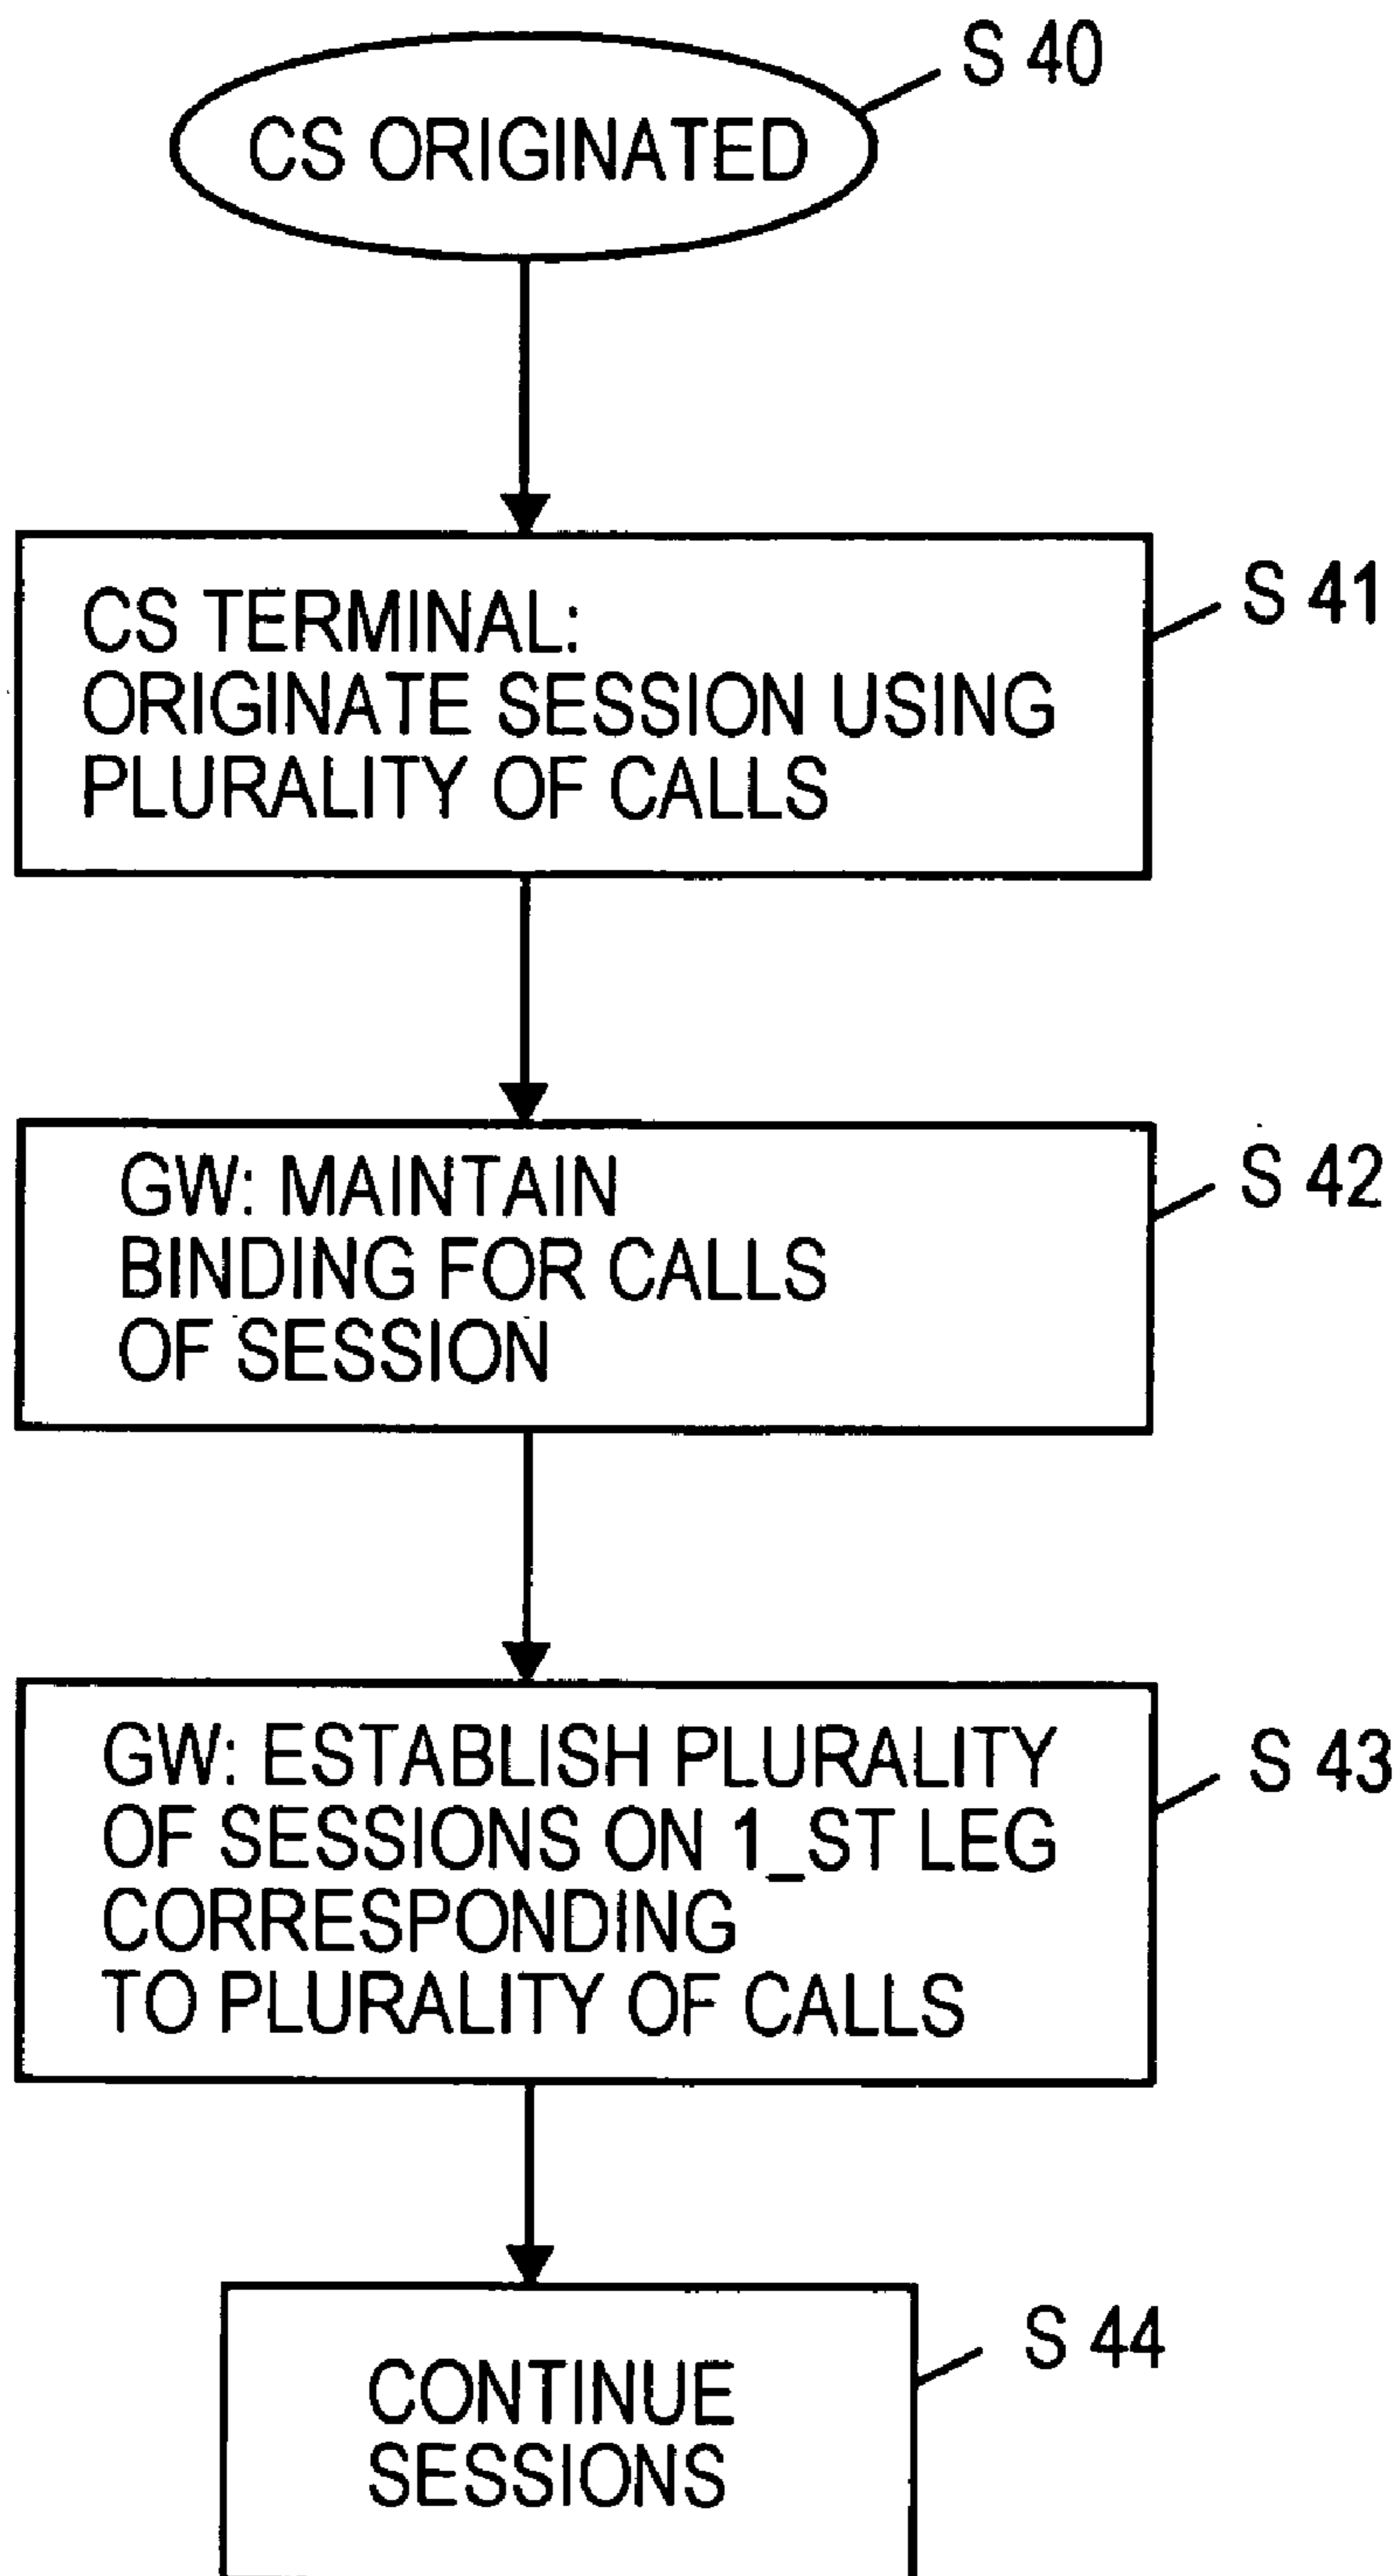 S 40
CS ORIGINATED
S 41
CS TERMINAL:
ORIGINATE SESSION USING
PLURALITY OF CALLS
S 42
GW: MAINTAIN
BINDING FOR CALLS
OF SESSION
S 43
GW: ESTABLISH PLURALITY
OF SESSIONS ON 1_ST LEG
CORRESPONDING
TO PLURALITY OF CALLS
S 44
CONTINUE
SESSIONS